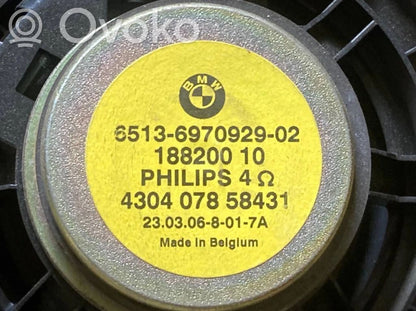 OVOKO
BMW
6513-6970929-02
188200 10
PHILIPS 4 Ω
4304 078 58431
23.03.06-8-01-7A
Made in Belgium
OVOKO